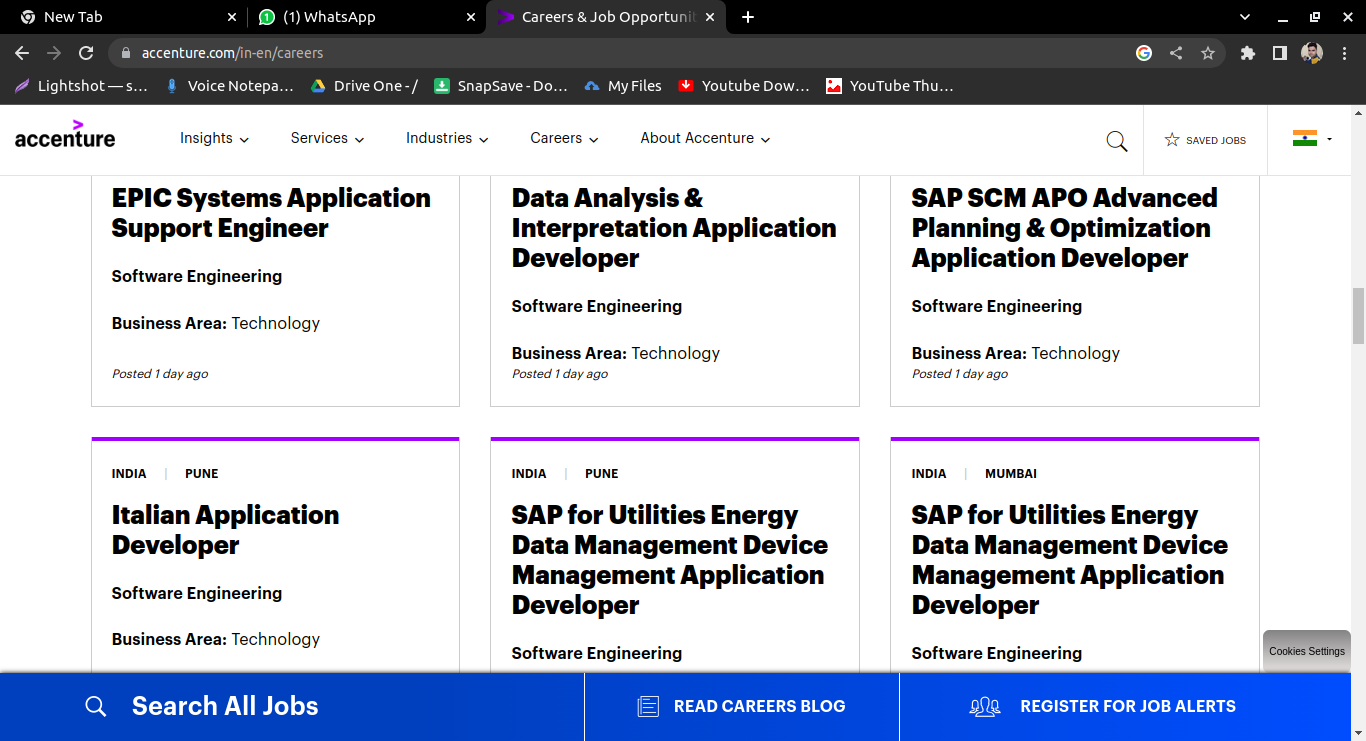 New Tab
(1) WhatsApp
Careers & Job Opportunit
accenture.com/in-en/careers
Lightshot — s...
Voice Notepa...
Drive One - /
SnapSave - Do...
My Files
Youtube Dow...
YouTube Thu...
accenture
Insights
Services
Industries
Careers
About Accenture
SAVED JOBS
EPIC Systems Application
Support Engineer
Software Engineering
Business Area: Technology
Posted 1 day ago
Data Analysis &
Interpretation Application
Developer
Software Engineering
Business Area: Technology
Posted 1 day ago
SAP SCM APO Advanced
Planning & Optimization
Application Developer
Software Engineering
Business Area: Technology
Posted 1 day ago
INDIA | PUNE
Italian Application
Developer
Software Engineering
Business Area: Technology
INDIA | PUNE
SAP for Utilities Energy
Data Management Device
Management Application
Developer
Software Engineering
INDIA | MUMBAI
SAP for Utilities Energy
Data Management Device
Management Application
Developer
Software Engineering
Cookies Settings
Search All Jobs
READ CAREERS BLOG
REGISTER FOR JOB ALERTS